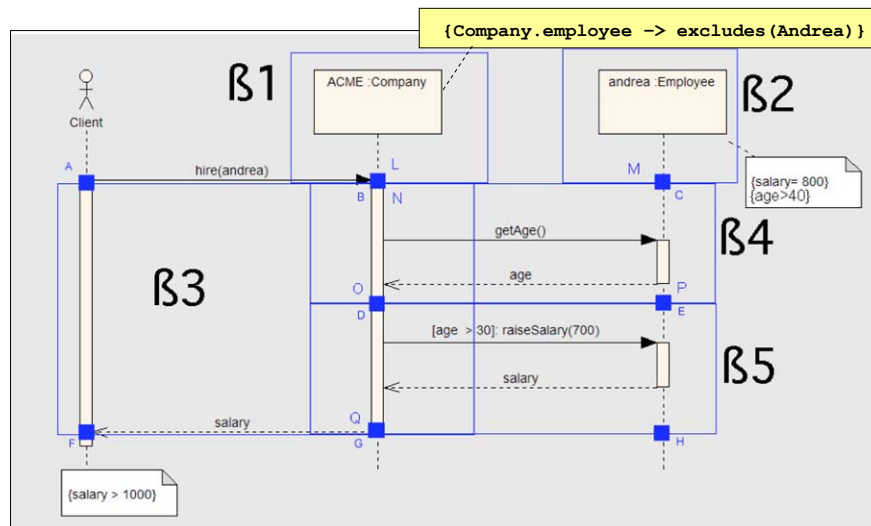 {Company.employee –> excludes(Andrea)}
ß1
ACME :Company
andrea :Employee
ß2
Client
A
hire(andrea)
L
M
B
N
C
{salary= 800}
{age>40}
getAge()
ß4
age
ß3
O
P
D
E
[age > 30]: raiseSalary(700)
ß5
salary
Q
salary
F
G
H
{salary > 1000}